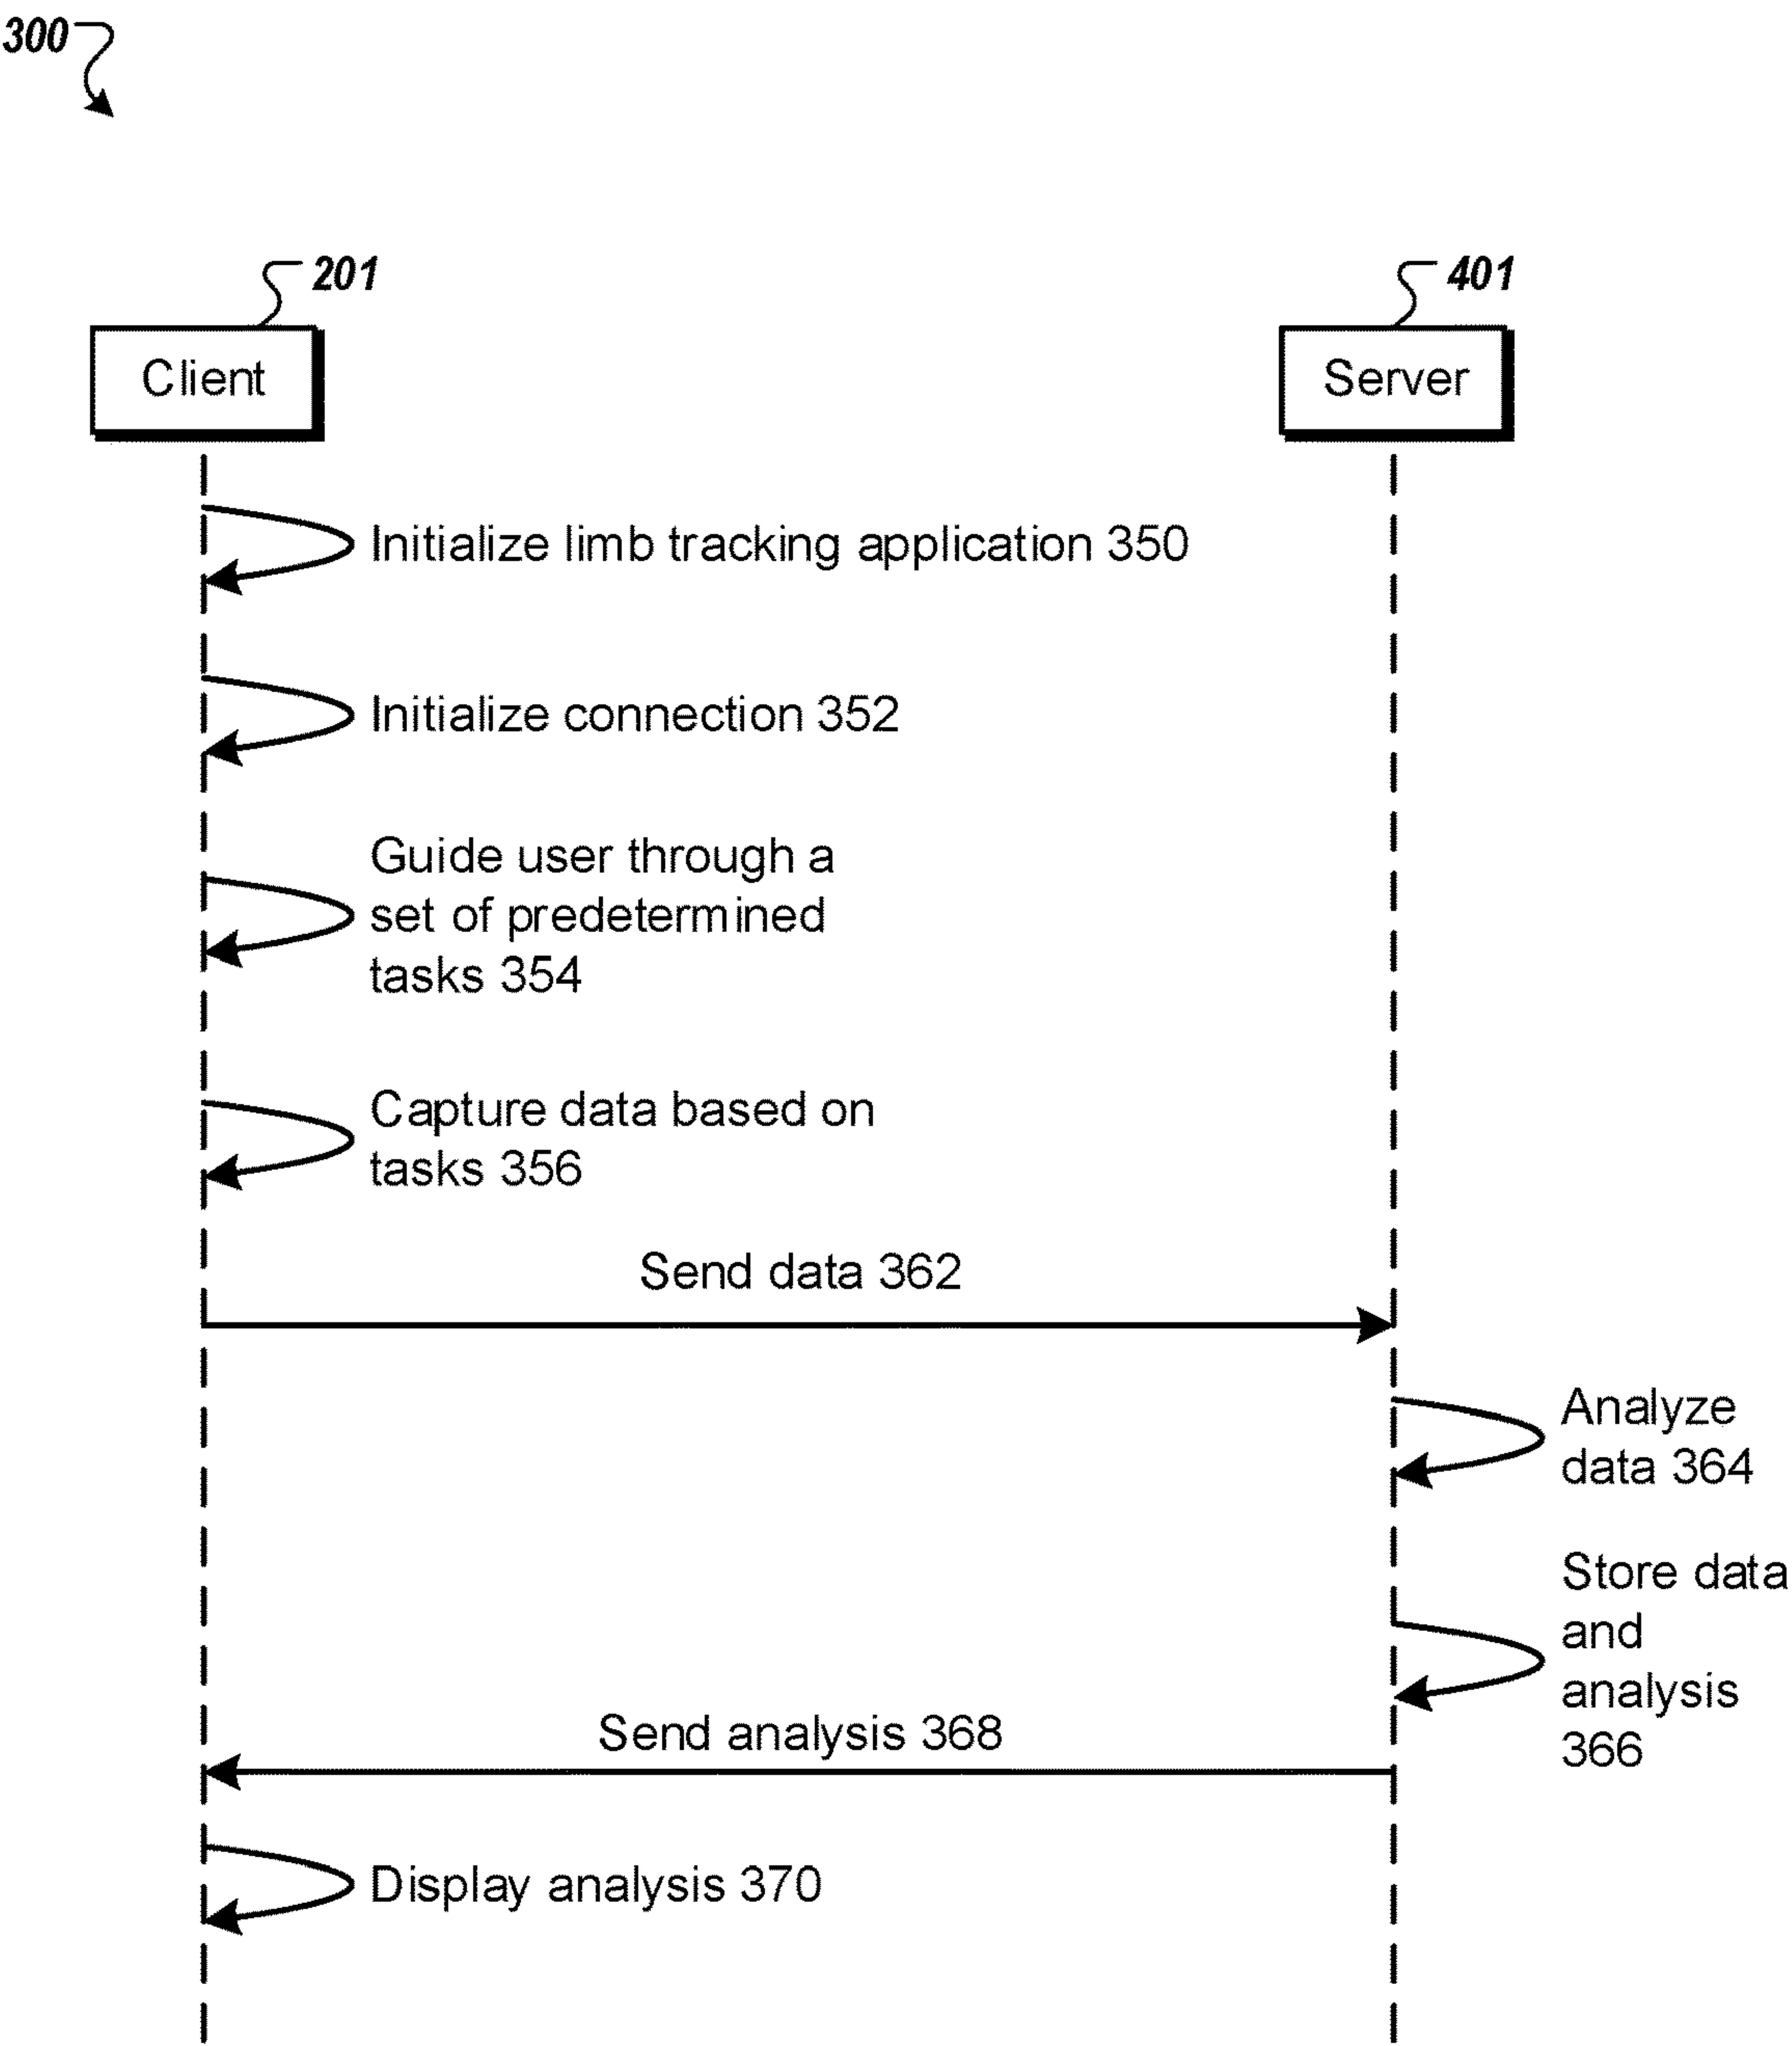 300
201
401
Client
Server
Initialize limb tracking application 350
Initialize connection 352
Guide user through a
set of predetermined
tasks 354
Capture data based on
tasks 356
Send data 362
Analyze
data 364
Store data
and
analysis
366
Send analysis 368
Display analysis 370